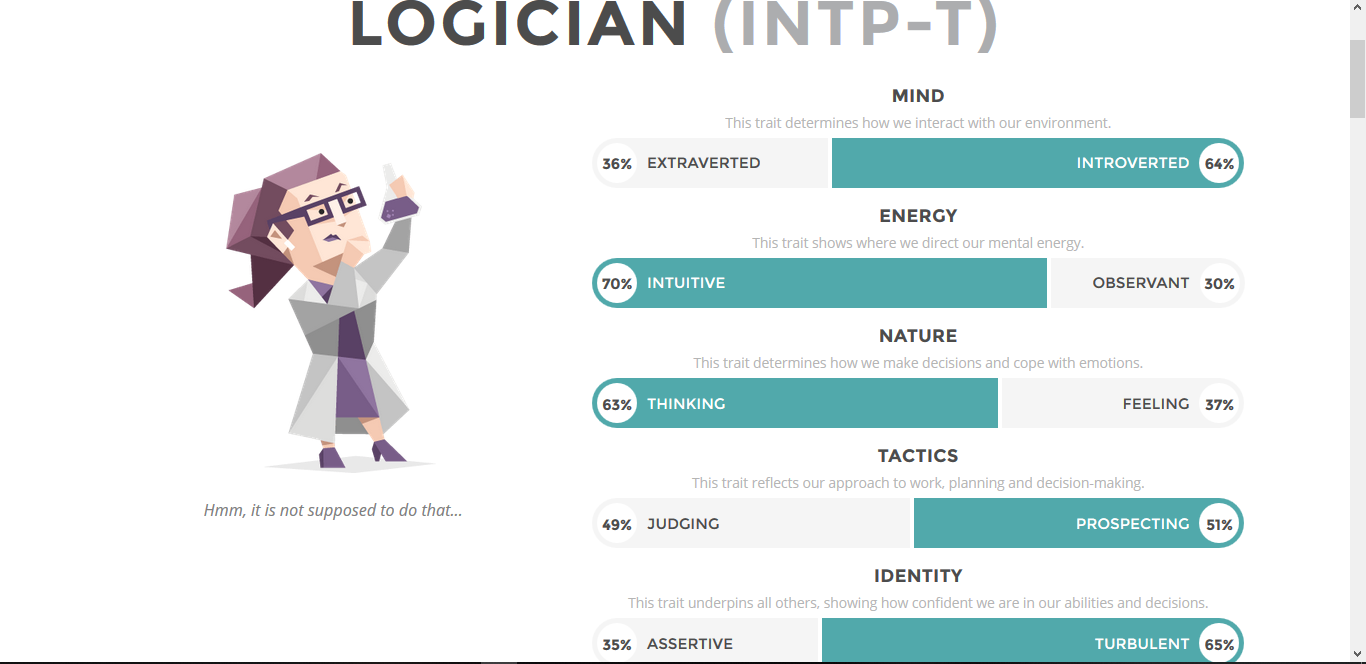 LOGICIAN (INTP-T)
MIND
This trait determines how we interact with our environment.
36% EXTRAVERTED INTROVERTED 64%
ENERGY
This trait shows where we direct our mental energy.
70% INTUITIVE OBSERVANT 30%
NATURE
This trait determines how we make decisions and cope with emotions.
63% THINKING FEELING 37%
TACTICS
This trait reflects our approach to work, planning and decision-making.
49% JUDGING PROSPECTING 51%
IDENTITY
This trait underpins all others, showing how confident we are in our abilities and decisions.
35% ASSERTIVE TURBULENT 65%
Hmm, it is not supposed to do that...